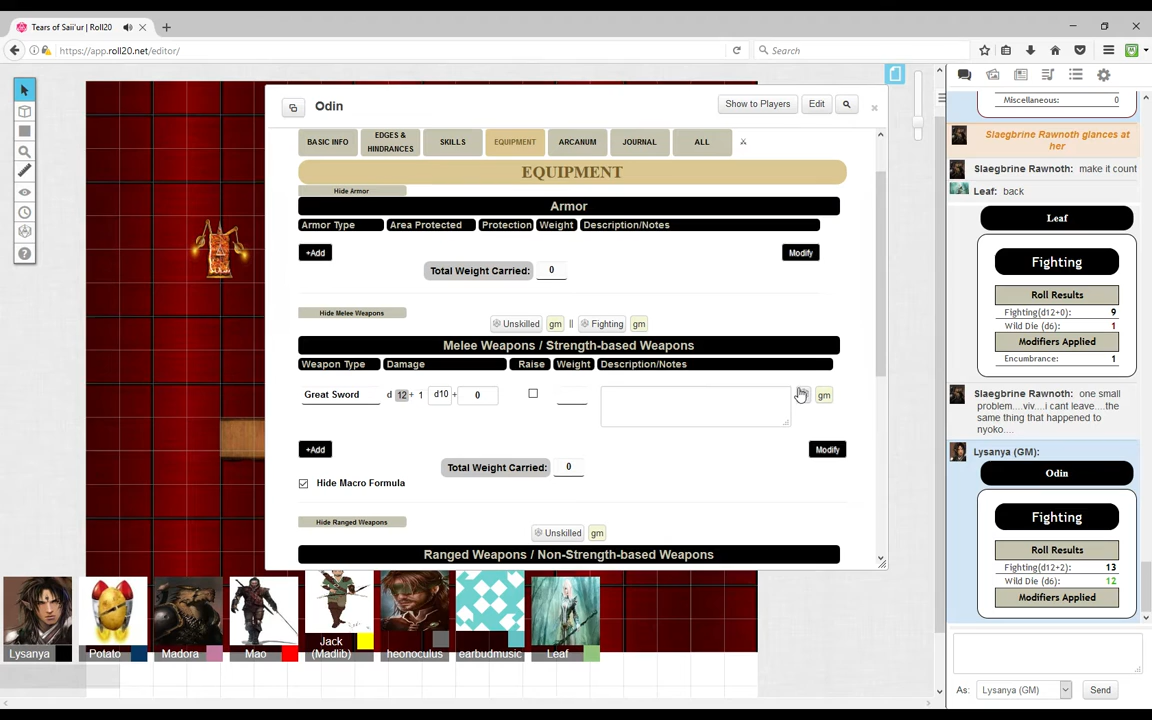 Tears of Saii'ur | Roll20
https://app.roll20.net/editor/
Search
Odin
Show to Players
Edit
BASIC INFO
EDGES &
HINDRANCES
SKILLS
EQUIPMENT
ARCANUM
JOURNAL
ALL
EQUIPMENT
Hide Armor
Armor
Armor Type Area Protected Protection Weight Description/Notes
+Add
Modify
Total Weight Carried: 0
Hide Melee Weapons
Unskilled gm || Fighting gm
Melee Weapons / Strength-based Weapons
Weapon Type Damage Raise Weight Description/Notes
Great Sword d 12 + 1 d10 + 0
gm
+Add
Modify
Total Weight Carried: 0
Hide Macro Formula
Hide Ranged Weapons
Unskilled gm
Ranged Weapons / Non-Strength-based Weapons
Lysanya
Potato
Madora
Mao
Jack
(Madlib)
heonoculus
earbudmusic
Leaf
Miscellaneous: 0
Slaegbrine Rawnoth glances at
her
Slaegbrine Rawnoth: make it count
Leaf: back
Leaf
Fighting
Roll Results
Fighting(d12+0): 9
Wild Die (d6): 1
Modifiers Applied
Encumbrance: 1
Slaegbrine Rawnoth: one small
problem....viv....i cant leave....the
same thing that happened to
nyoko....
Lysanya (GM):
Odin
Fighting
Roll Results
Fighting(d12+2): 13
Wild Die (d6): 12
Modifiers Applied
As: Lysanya (GM) Send